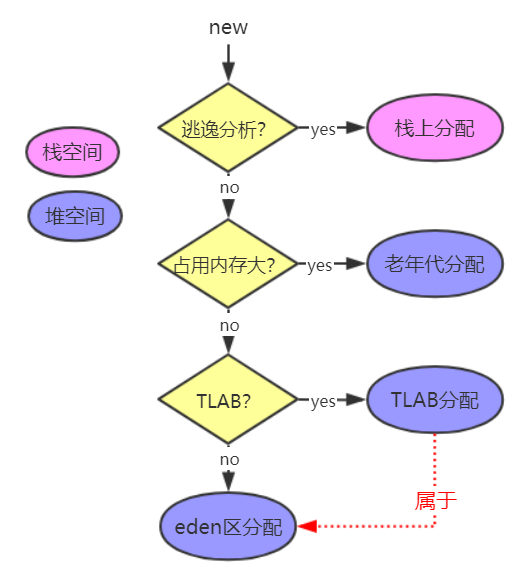 new
逃逸分析?
yes
栈上分配
栈空间
no
堆空间
占用内存大?
yes
老年代分配
no
TLAB?
yes
TLAB分配
no
属于
eden区分配